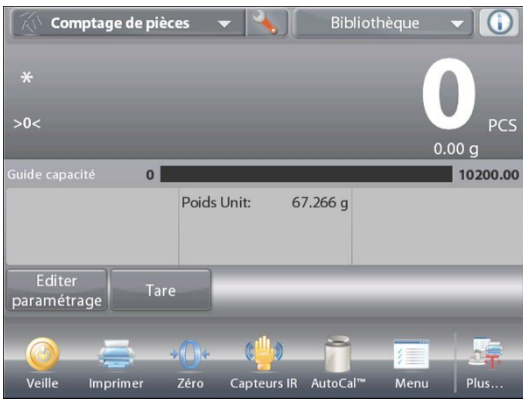 Comptage de pièces Bibliothèque
*
0
>0< PCS
0.00 g
Guide capacité 0 10200.00
Poids Unit: 67.266 g
Editer
paramétrage
Tare
Veille Imprimer Zéro Capteurs IR AutoCal™ Menu Plus...